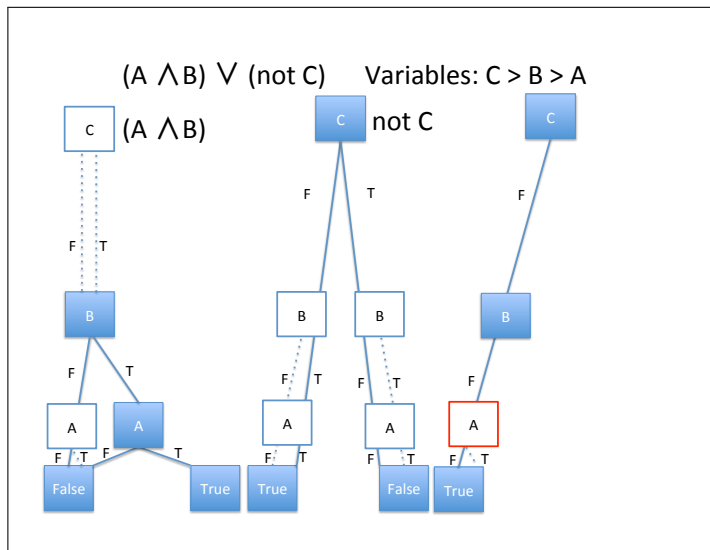 (A ∧B) ∨ (not C) Variables: C > B > A
C (A ∧B) C not C C
F T F T F
B B B B
F T F T F T F
A A A A A
F T F T F T F T F T
False True True False True